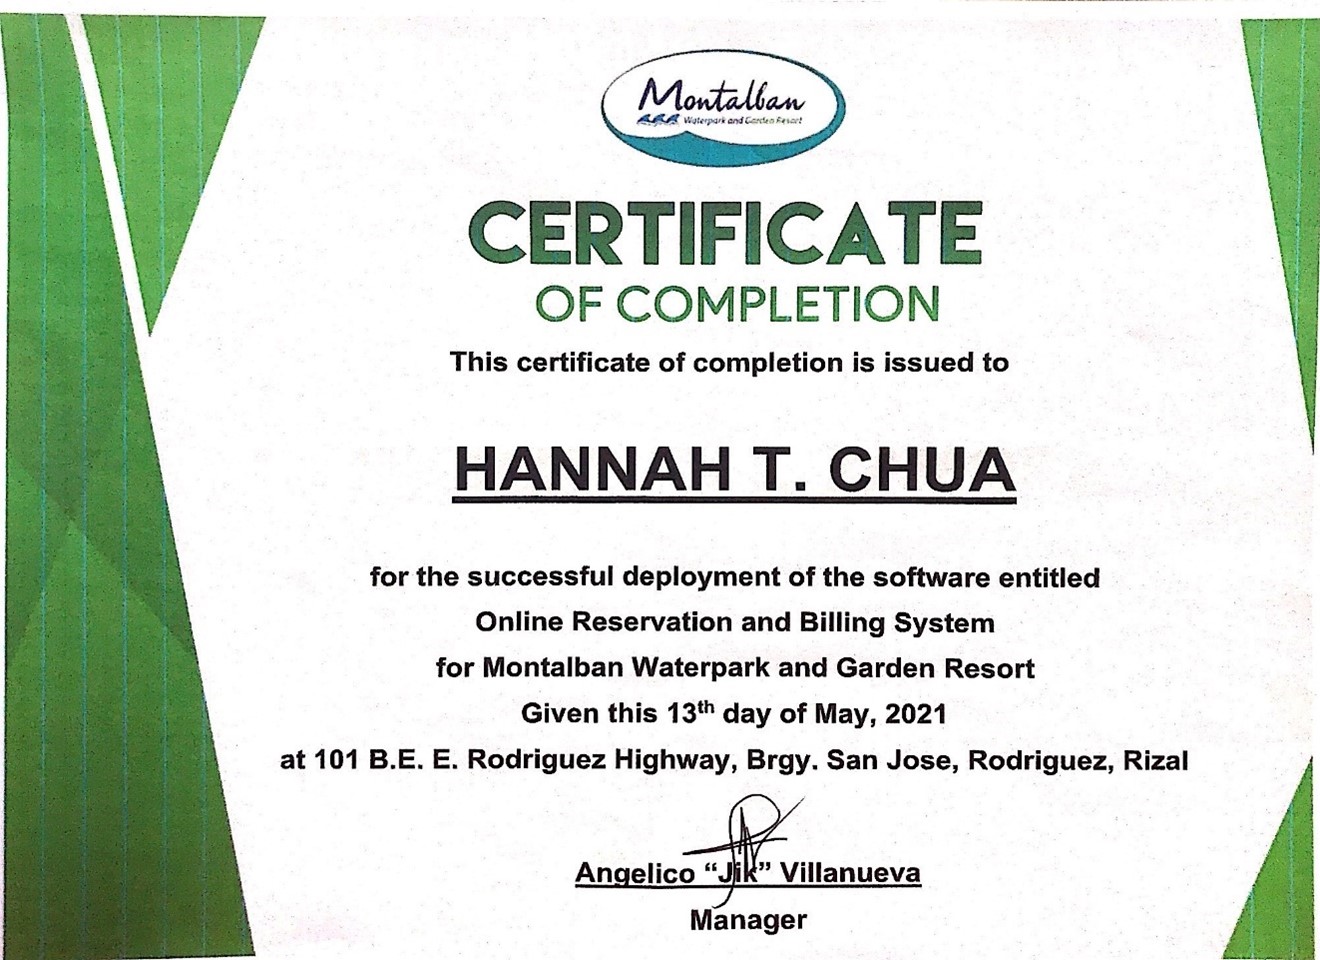 Montalban
Waterpark and Garden Resort
CERTIFICATE
OF COMPLETION
This certificate of completion is issued to
HANNAH T. CHUA
for the successful deployment of the software entitled
Online Reservation and Billing System
for Montalban Waterpark and Garden Resort
Given this 13th day of May, 2021
at 101 B.E. E. Rodriguez Highway, Brgy. San Jose, Rodriguez, Rizal
Angelico “Jik” Villanueva
Manager